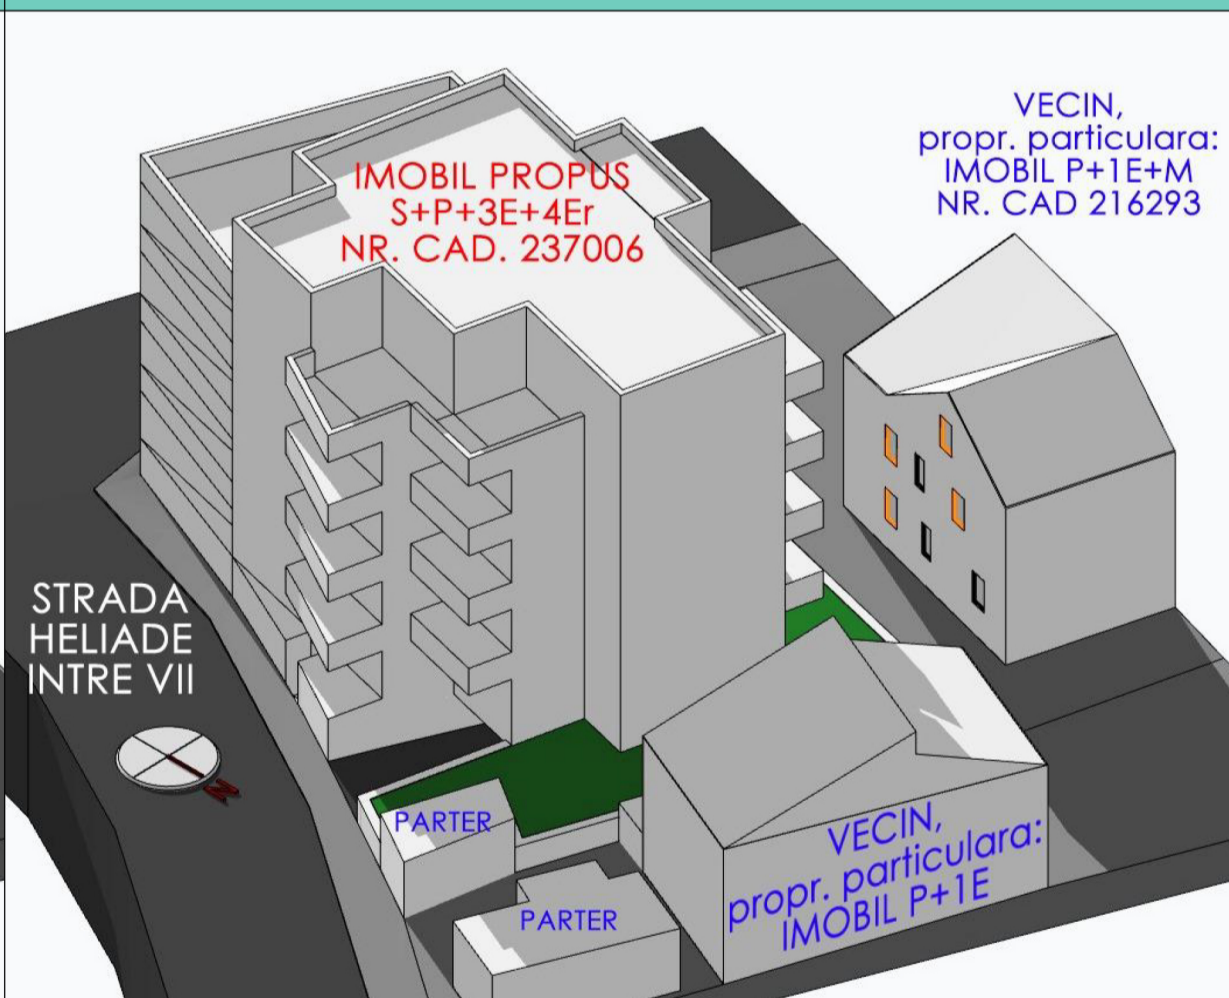 VECIN,
propr. particulara:
IMOBIL P+1E+M
NR. CAD 216293
IMOBIL PROPUS
S+P+3E+4Er
NR. CAD. 237006
STRADA
HELIADE
INTRE VII
N
PARTER
PARTER
VECIN,
propr. particulara:
IMOBIL P+1E